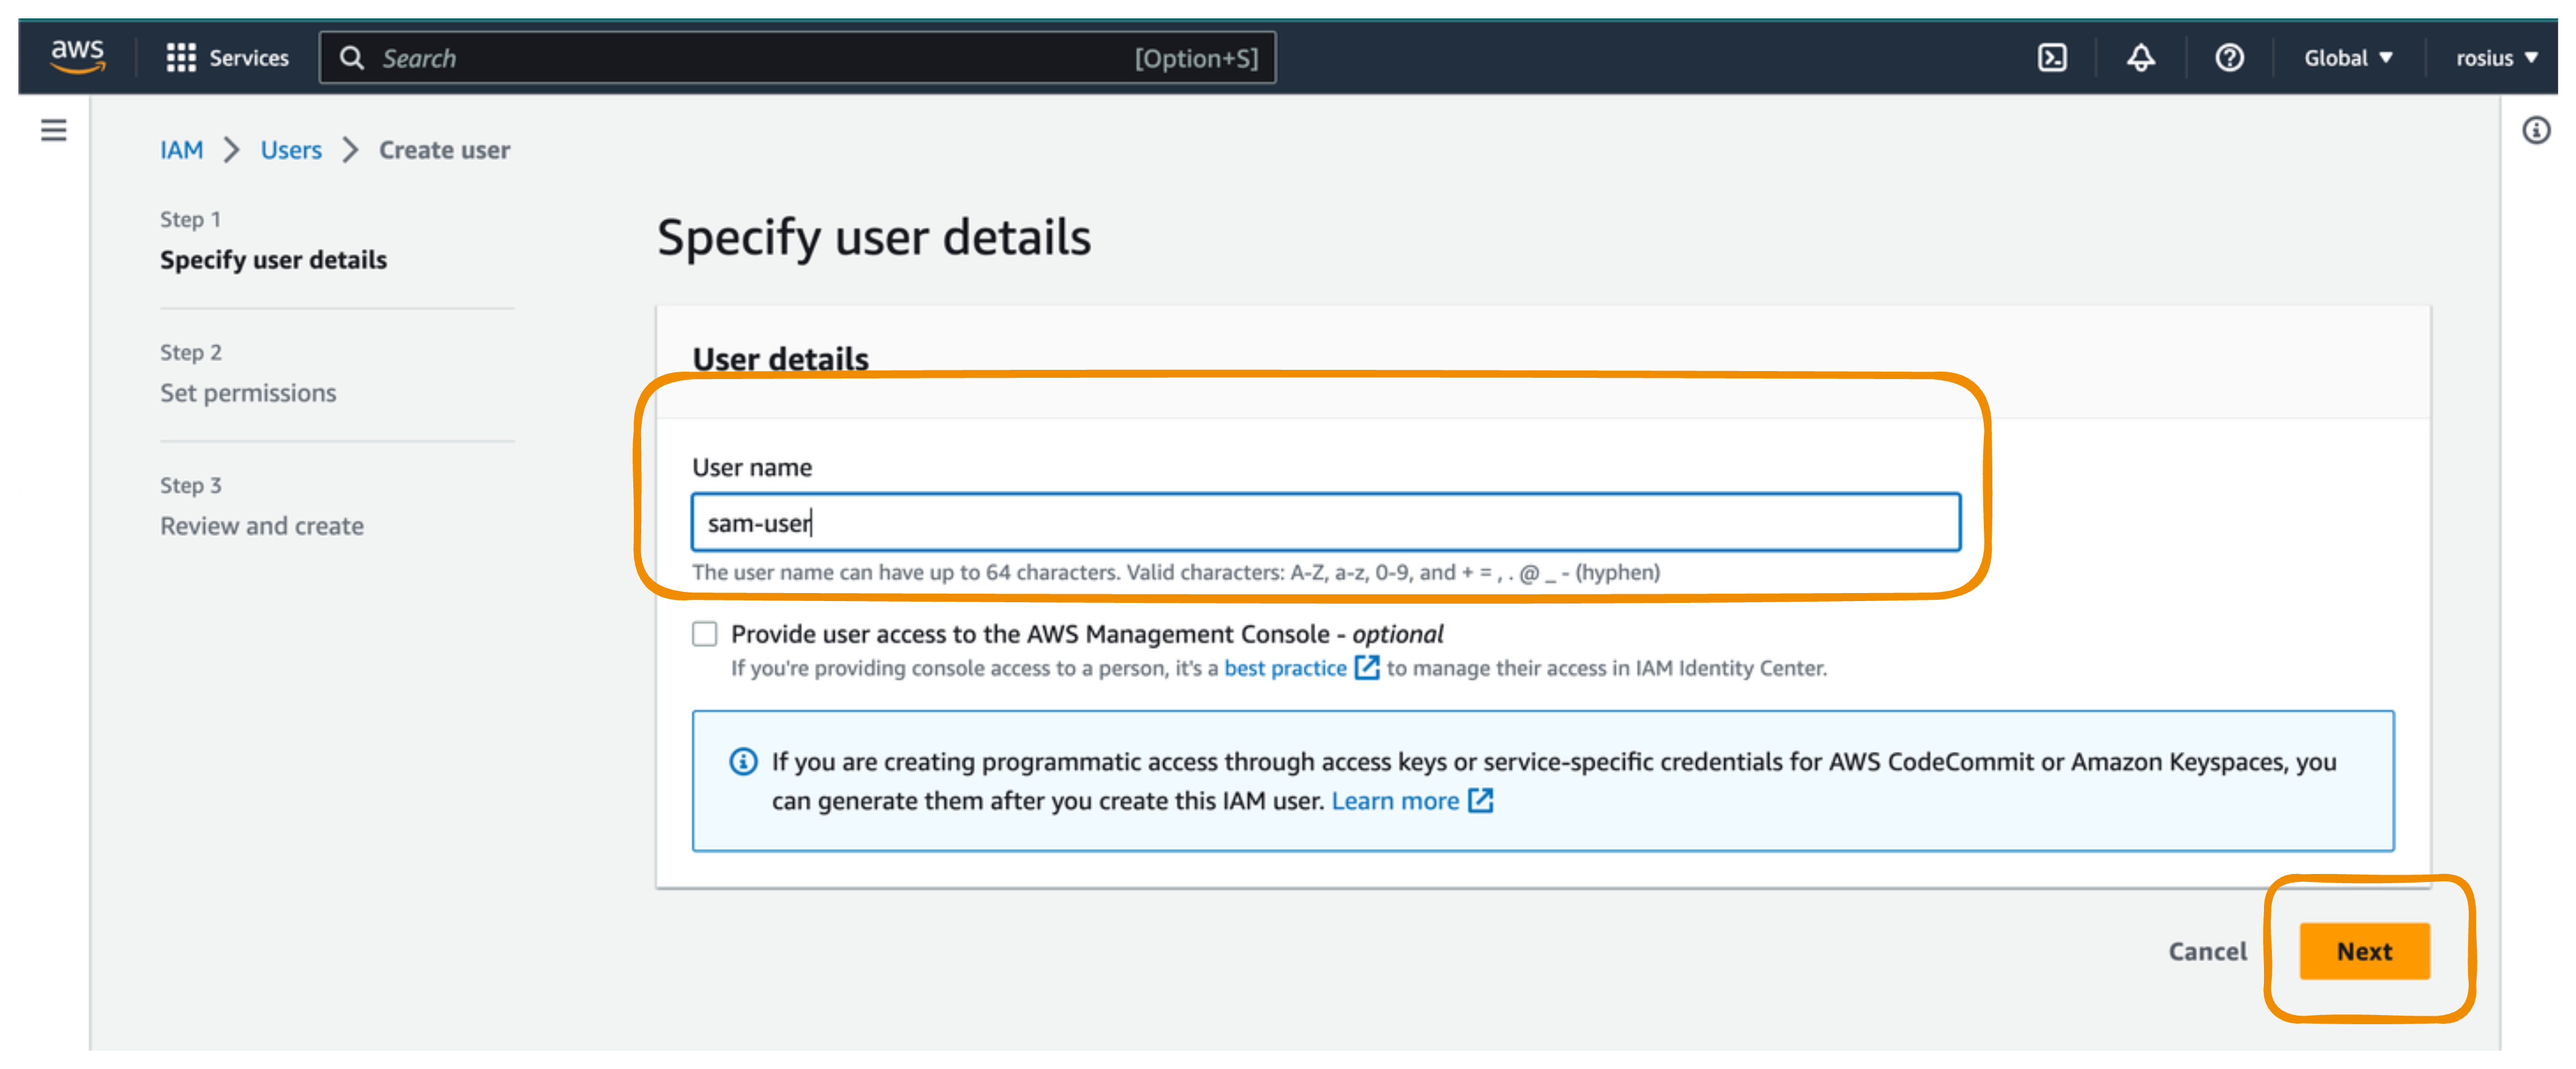 aws
Services
Search
[Option+S]
Global
rosius
IAM
Users
Create user
Step 1
Specify user details
Step 2
Set permissions
Step 3
Review and create
Specify user details
User details
User name
sam-user
The user name can have up to 64 characters. Valid characters: A-Z, a-z, 0-9, and + = , . @ _ - (hyphen)
Provide user access to the AWS Management Console - optional
If you're providing console access to a person, it's a best practice to manage their access in IAM Identity Center.
If you are creating programmatic access through access keys or service-specific credentials for AWS CodeCommit or Amazon Keyspaces, you
can generate them after you create this IAM user. Learn more
Cancel
Next